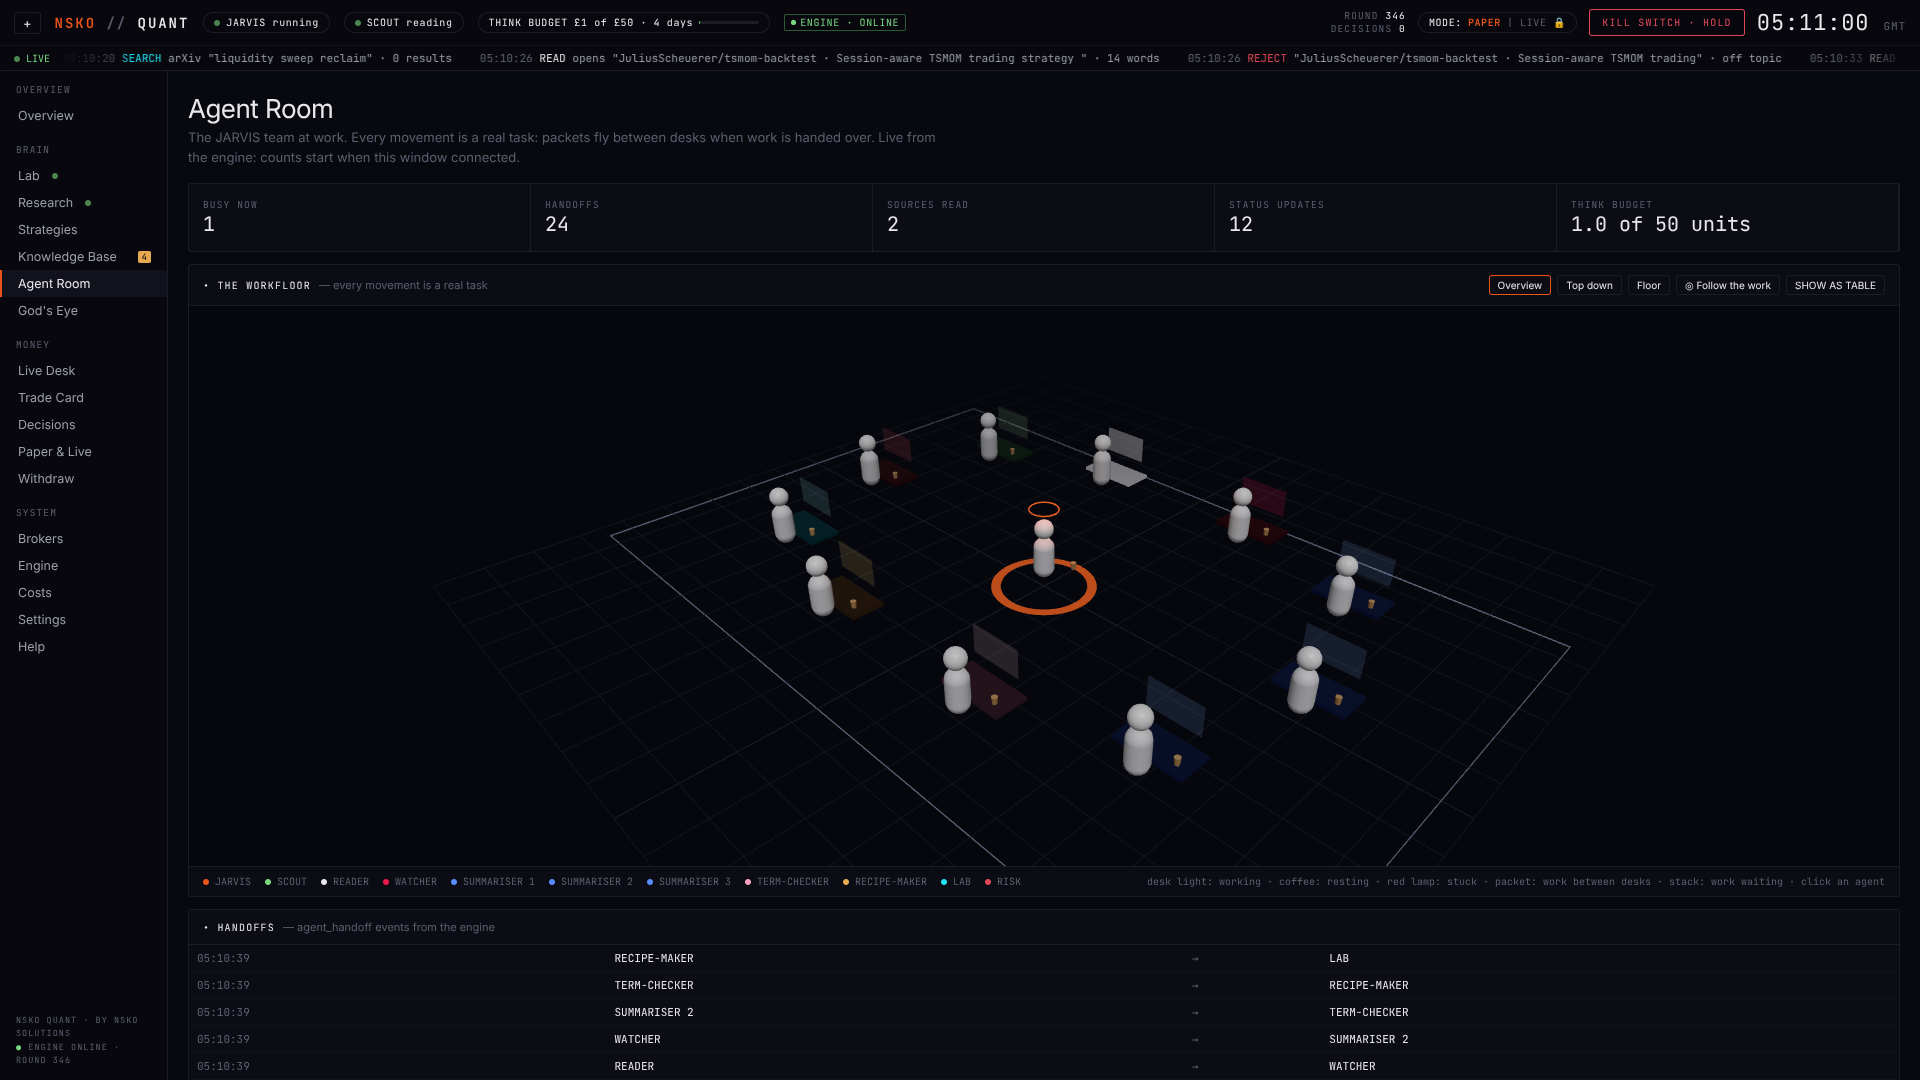 +
NSKO // QUANT
JARVIS running
SCOUT reading
THINK BUDGET £1 of £50 · 4 days
ENGINE · ONLINE
ROUND 346
DECISIONS 0
MODE: PAPER | LIVE 🔒
KILL SWITCH · HOLD
05:11:00 GMT
LIVE
05:10:20 SEARCH arXiv "liquidity sweep reclaim" · 0 results
05:10:26 READ opens "JuliusScheuerer/tsmom-backtest · Session-aware TSMOM trading strategy " · 14 words
05:10:26 REJECT "JuliusScheuerer/tsmom-backtest · Session-aware TSMOM trading" · off topic
05:10:33 READ
OVERVIEW
Overview
BRAIN
Lab
Research
Strategies
Knowledge Base 4
Agent Room
God's Eye
MONEY
Live Desk
Trade Card
Decisions
Paper & Live
Withdraw
SYSTEM
Brokers
Engine
Costs
Settings
Help
NSKO QUANT · BY NSKO
SOLUTIONS
ENGINE ONLINE ·
ROUND 346
Agent Room
The JARVIS team at work. Every movement is a real task: packets fly between desks when work is handed over. Live from
the engine: counts start when this window connected.
BUSY NOW
1
HANDOFFS
24
SOURCES READ
2
STATUS UPDATES
12
THINK BUDGET
1.0 of 50 units
• THE WORKFLOOR — every movement is a real task
Overview
Top down
Floor
◎ Follow the work
SHOW AS TABLE
JARVIS
SCOUT
READER
WATCHER
SUMMARISER 1
SUMMARISER 2
SUMMARISER 3
TERM-CHECKER
RECIPE-MAKER
LAB
RISK
desk light: working · coffee: resting · red lamp: stuck · packet: work between desks · stack: work waiting · click an agent
• HANDOFFS — agent_handoff events from the engine
05:10:39 RECIPE-MAKER → LAB
05:10:39 TERM-CHECKER → RECIPE-MAKER
05:10:39 SUMMARISER 2 → TERM-CHECKER
05:10:39 WATCHER → SUMMARISER 2
05:10:39 READER → WATCHER